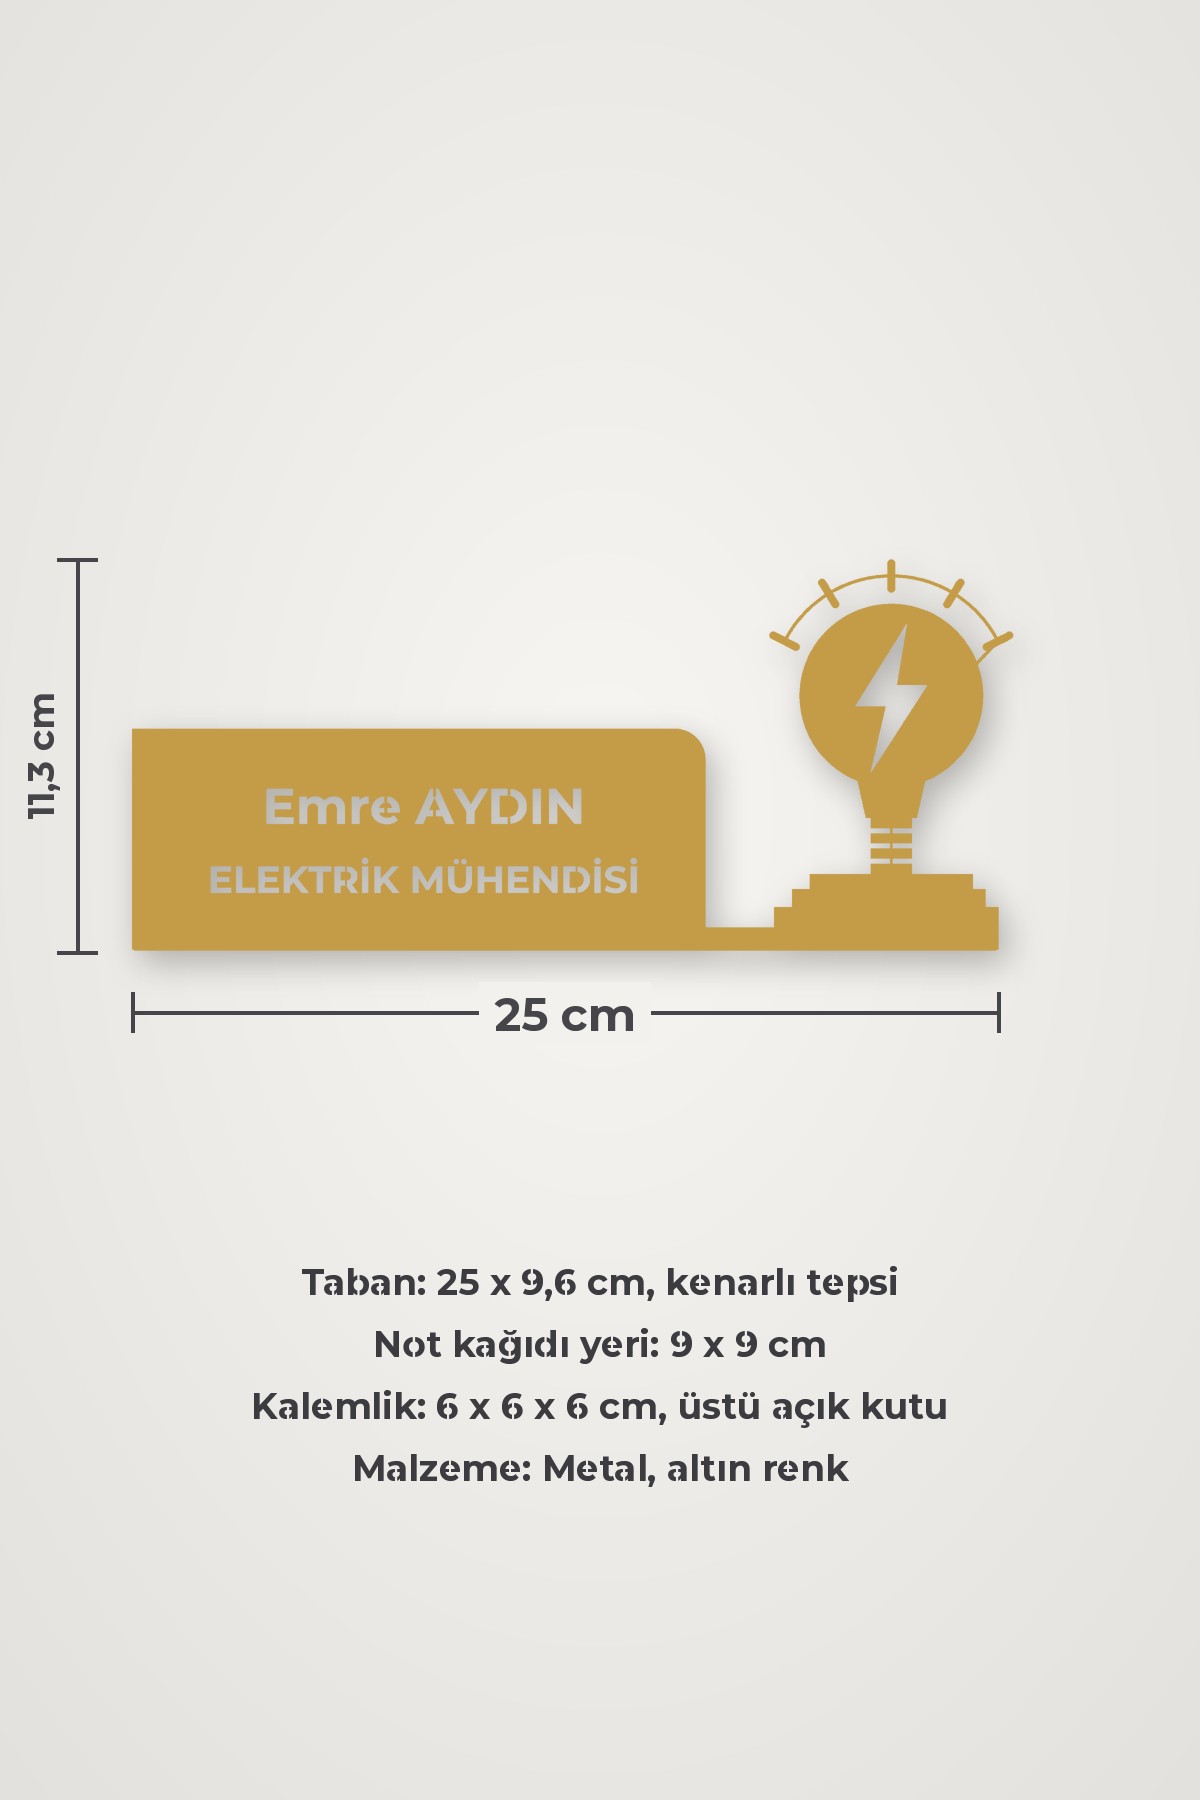 11,3 cm
Emre AYDIN
ELEKTRİK MÜHENDİSİ
25 cm
Taban: 25 x 9,6 cm, kenarlı tepsi
Not kağıdı yeri: 9 x 9 cm
Kalemlik: 6 x 6 x 6 cm, üstü açık kutu
Malzeme: Metal, altın renk